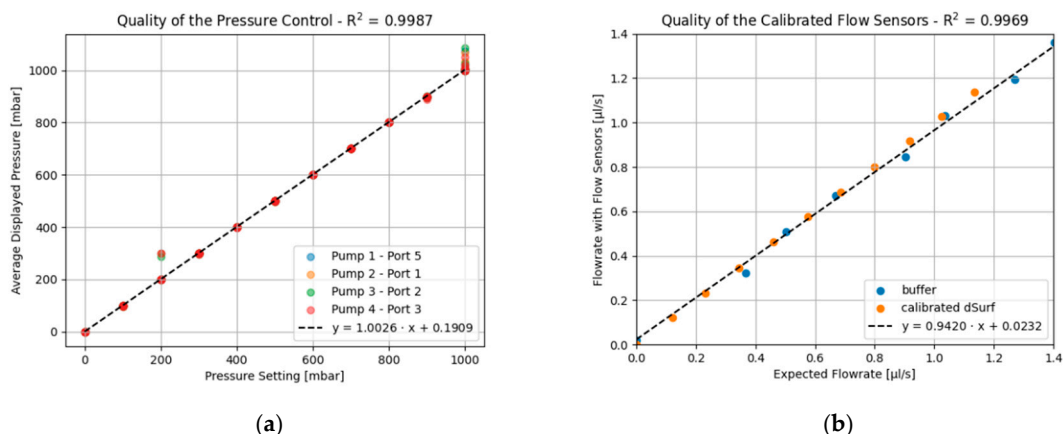 Quality of the Pressure Control - R² = 0.9987
Average Displayed Pressure [mbar]
1000
800
600
400
200
0
Pump 1 - Port 5
Pump 2 - Port 1
Pump 3 - Port 2
Pump 4 - Port 3
y = 1.0026 · x + 0.1909
0 200 400 600 800 1000
Pressure Setting [mbar]
(a)
Quality of the Calibrated Flow Sensors - R² = 0.9969
Flowrate with Flow Sensors [µl/s]
1.4
1.2
1.0
0.8
0.6
0.4
0.2
0.0
buffer
calibrated dSurf
y = 0.9420 · x + 0.0232
0.0 0.2 0.4 0.6 0.8 1.0 1.2 1.4
Expected Flowrate [µl/s]
(b)